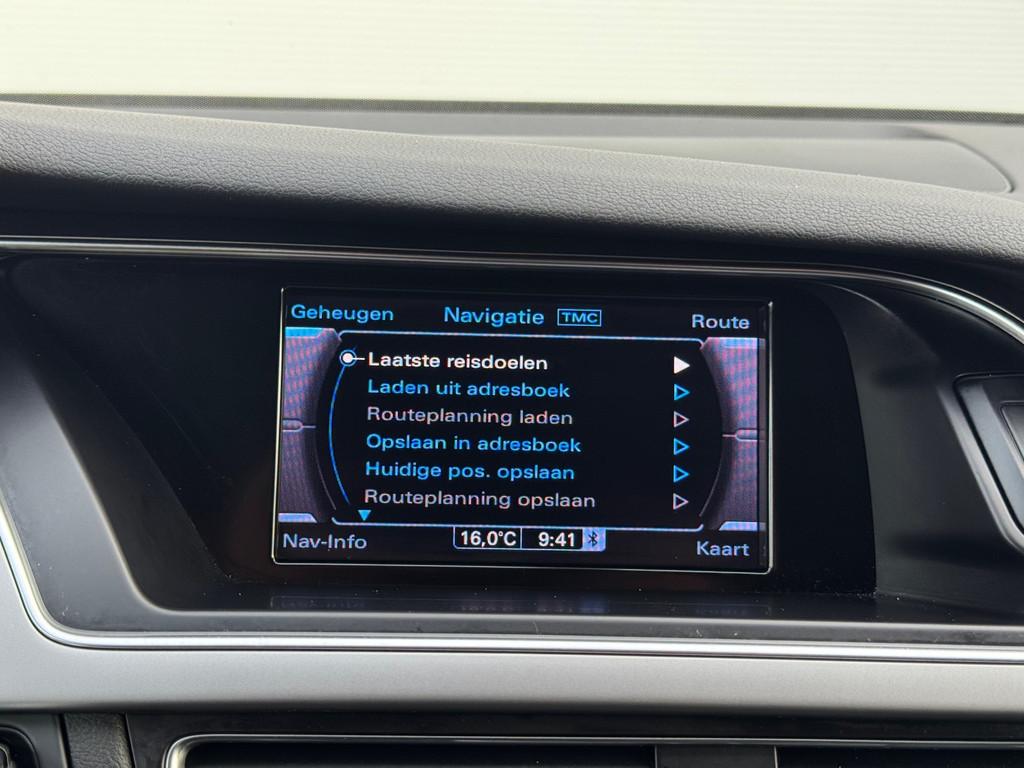 Geheugen Navigatie TMC Route
Laatste reisdoelen
Laden uit adresboek
Routeplanning laden
Opslaan in adresboek
Huidige pos. opslaan
Routeplanning opslaan
Nav-Info 16,0°C 9:41 Kaart